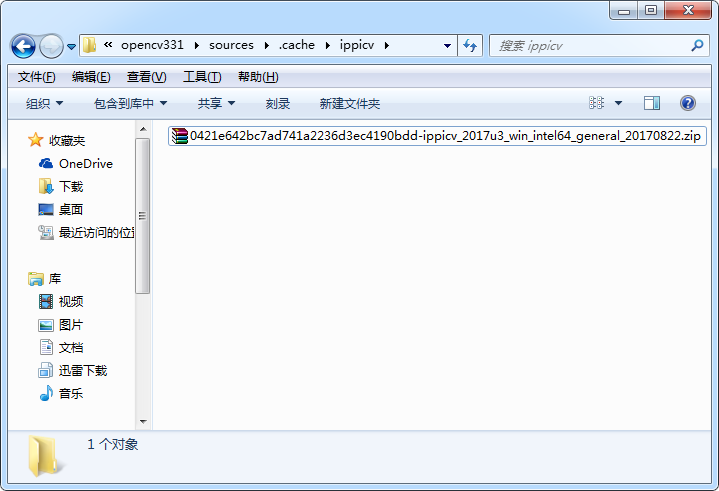 « opencv331 sources .cache ippicv 搜索 ippicv
文件(F) 编辑(E) 查看(V) 工具(T) 帮助(H)
组织 包含到库中 共享 刻录 新建文件夹
收藏夹
OneDrive
下载
桌面
最近访问的位置
库
视频
图片
文档
迅雷下载
音乐
0421e642bc7ad741a2236d3ec4190bdd-ippicv_2017u3_win_intel64_general_20170822.zip
1 个对象